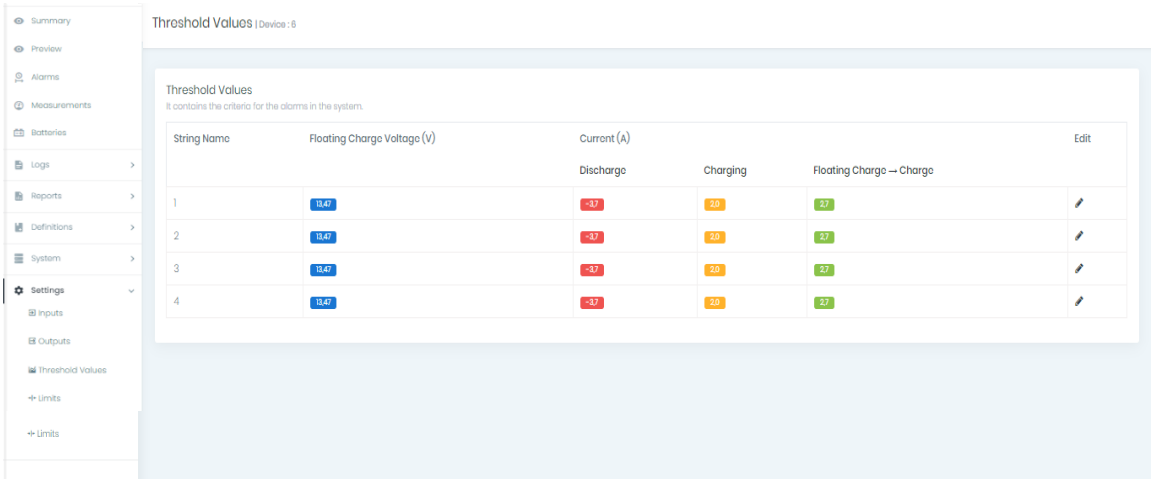 Summary
Preview
Alarms
Measurements
Batteries
Logs
Reports
Definitions
System
Settings
Inputs
Outputs
Threshold Values
Limits
Limits
Threshold Values | Device : 6
Threshold Values
It contains the criteria for the alarms in the system.
String Name Floating Charge Voltage (V) Current (A) Edit
Discharge Charging Floating Charge → Charge
1 13,47 -3,7 2,0 2,7
2 13,47 -3,7 2,0 2,7
3 13,47 -3,7 2,0 2,7
4 13,47 -3,7 2,0 2,7